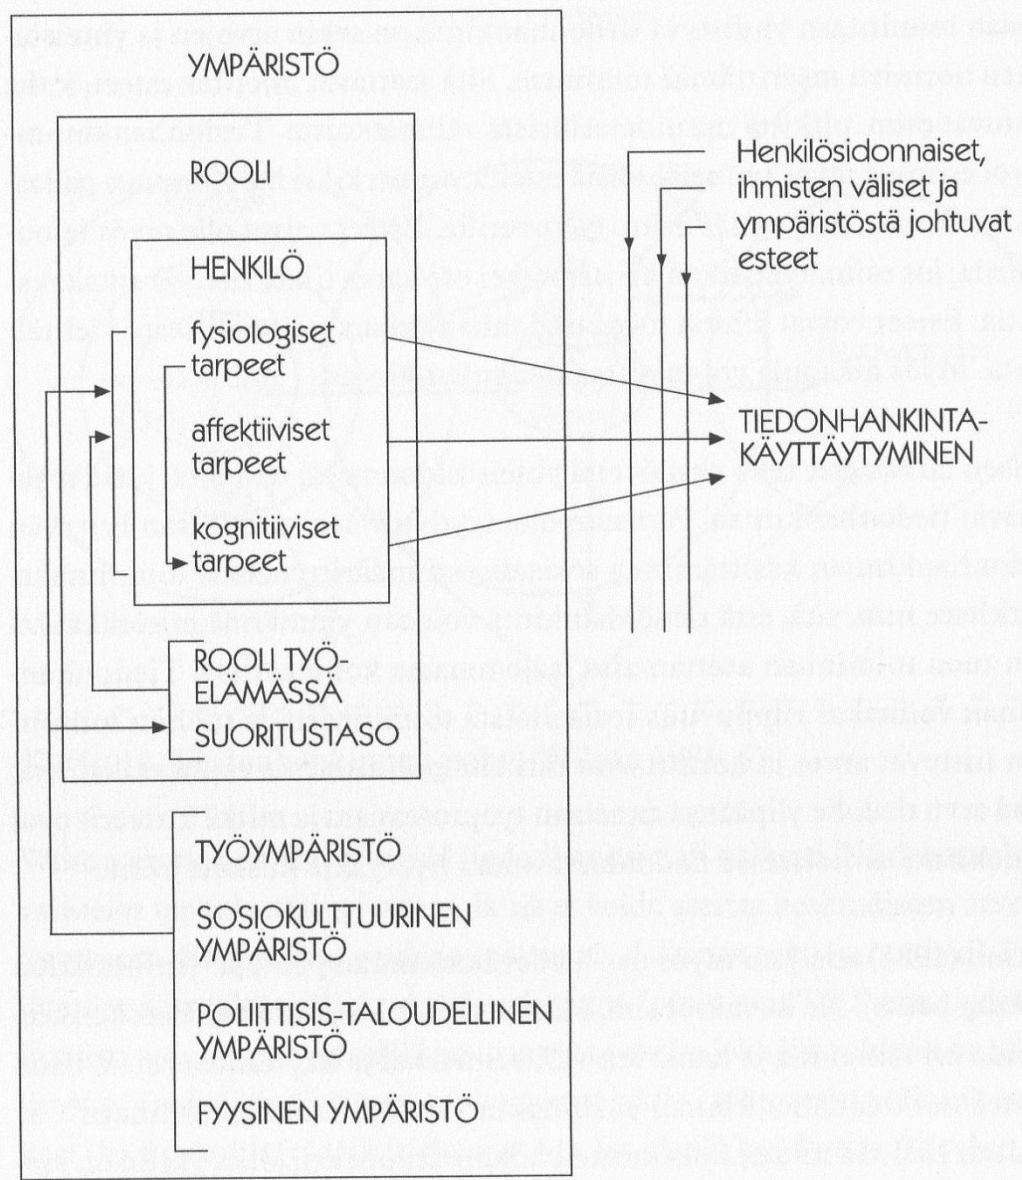 YMPÄRISTÖ
ROOLI
HENKILÖ
fysiologiset
tarpeet
affektiiviset
tarpeet
kognitiiviset
tarpeet
ROOLI TYÖ-
ELÄMÄSSÄ
SUORITUSTASO
TYÖYMPÄRISTÖ
SOSIOKULTTUURINEN
YMPÄRISTÖ
POLIITTISIS-TALOUDELLINEN
YMPÄRISTÖ
FYYSINEN YMPÄRISTÖ
Henkilösidonnaiset,
ihmisten väliset ja
ympäristöstä johtuvat
esteet
TIEDONHANKINTA-
KÄYTTÄYTYMINEN